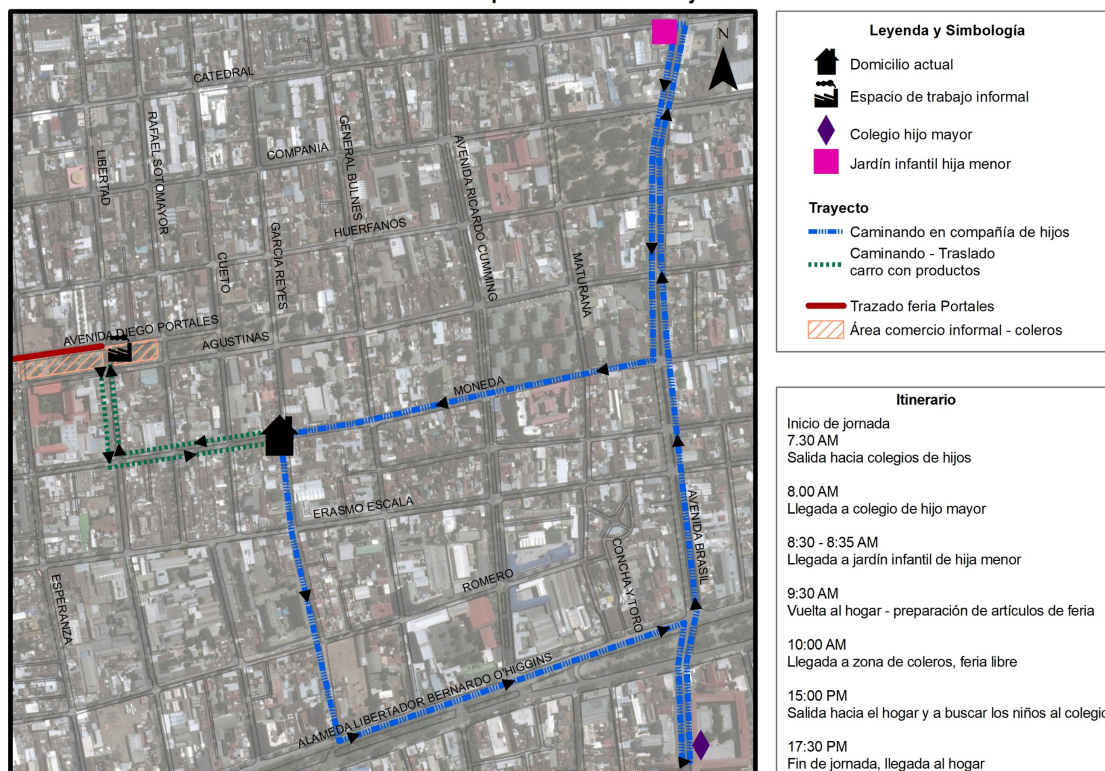 N
CATEDRAL
RAFAEL SOTOMAYOR
LIBERTAD
GENERAL BULNES
COMPANIA
AVENIDA RICARDO CUMMING
HUERFANOS
GARCIA REYES
CUETO
MATURANA
AVENIDA DIEGO PORTALES
AGUSTINAS
MONEDA
ERASMO ESCALA
AVENIDA BRASIL
CONCHA Y TORO
ROMERO
ESPERANZA
ALAMEDA LIBERTADOR BERNARDO O'HIGGINS
Leyenda y Simbología
Domicilio actual
Espacio de trabajo informal
Colegio hijo mayor
Jardín infantil hija menor
Trayecto
Caminando en compañía de hijos
Caminando - Traslado
carro con productos
Trazado feria Portales
Área comercio informal - coleros
Itinerario
Inicio de jornada
7.30 AM
Salida hacia colegios de hijos
8.00 AM
Llegada a colegio de hijo mayor
8:30 - 8:35 AM
Llegada a jardín infantil de hija menor
9:30 AM
Vuelta al hogar - preparación de artículos de feria
10:00 AM
Llegada a zona de coleros, feria libre
15:00 PM
Salida hacia el hogar y a buscar los niños al colegio
17:30 PM
Fin de jornada, llegada al hogar